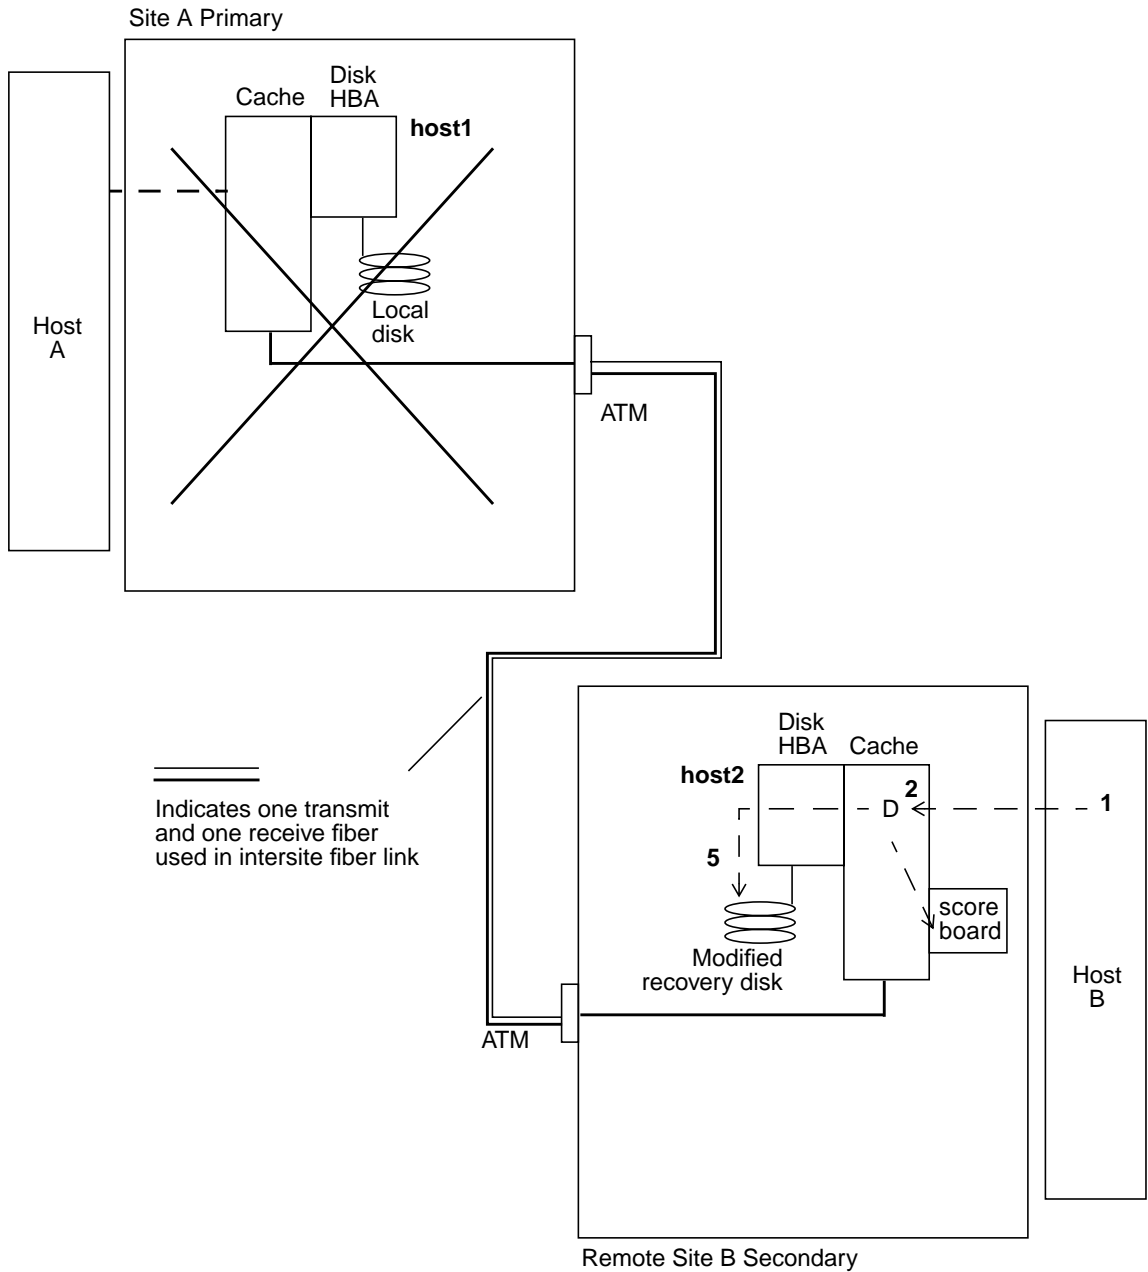 Site A Primary
Disk
HBA
Cache
host1
Local
disk
Host
A
ATM
Indicates one transmit
and one receive fiber
used in intersite fiber link
Disk
HBA
Cache
host2
2
D
1
5
score
board
Modified
recovery disk
Host
B
ATM
Remote Site B Secondary